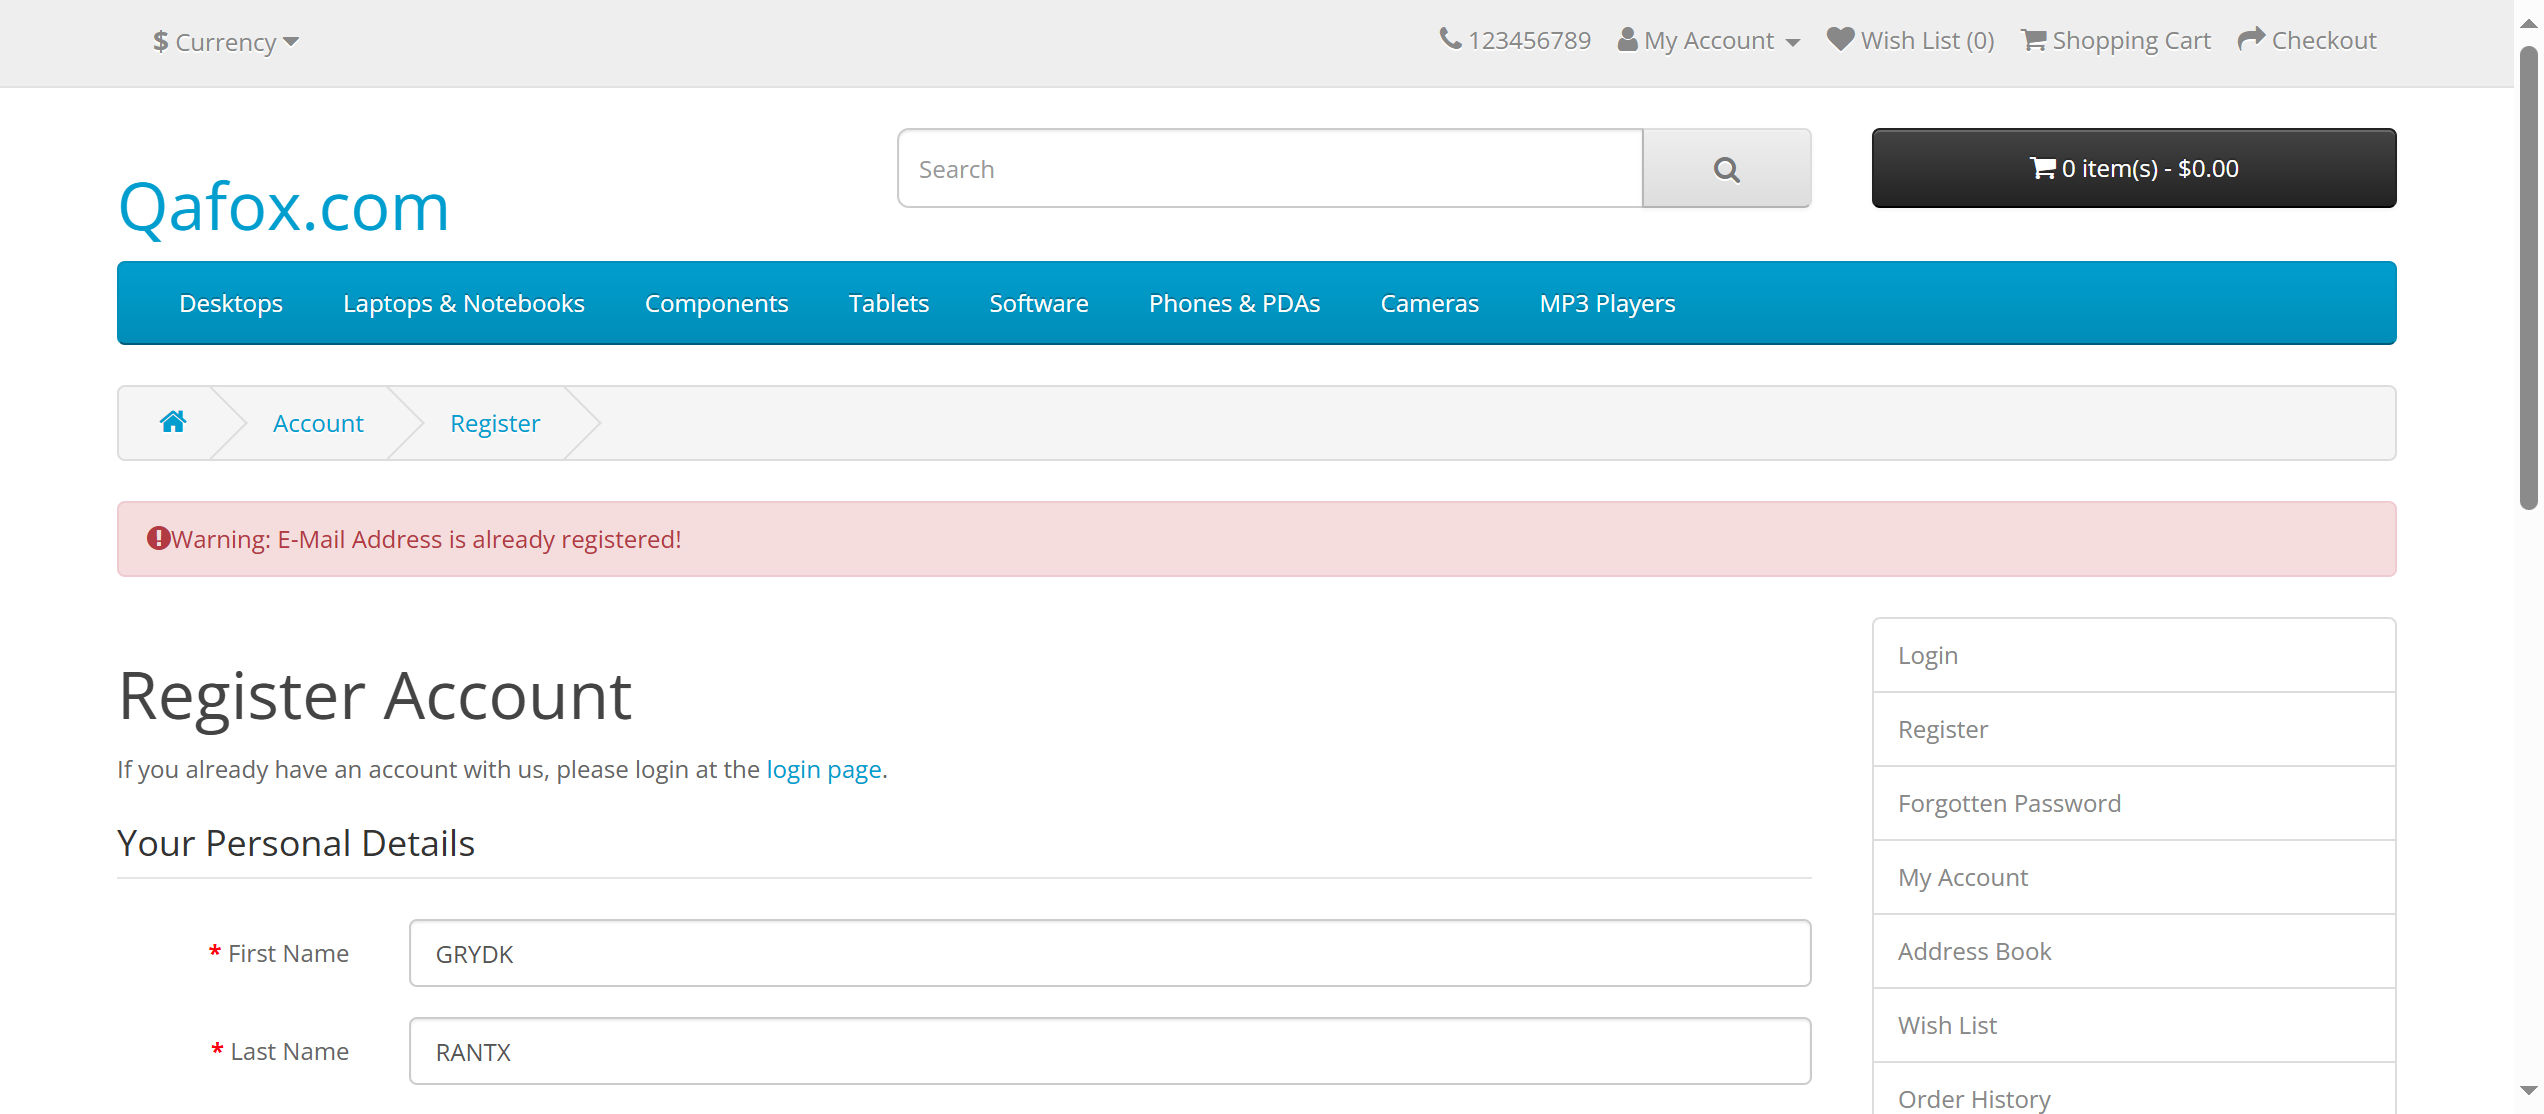 $ Currency
123456789 My Account Wish List (0) Shopping Cart Checkout
Search
0 item(s) - $0.00
Qafox.com
Desktops Laptops & Notebooks Components Tablets Software Phones & PDAs Cameras MP3 Players
Account Register
Warning: E-Mail Address is already registered!
Register Account
If you already have an account with us, please login at the login page.
Your Personal Details
* First Name GRYDK
* Last Name RANTX
Login
Register
Forgotten Password
My Account
Address Book
Wish List
Order History